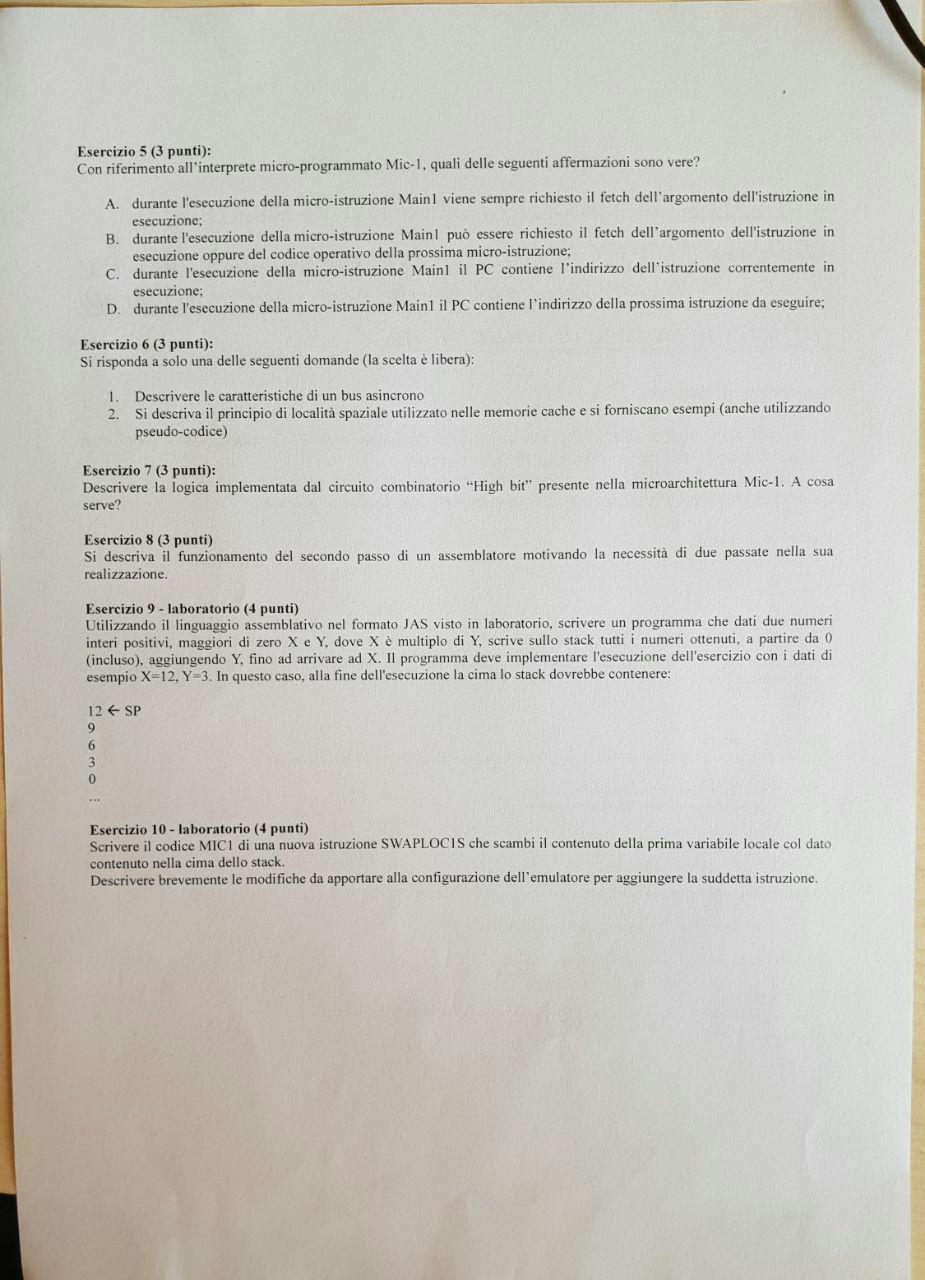 Esercizio 5 (3 punti):
Con riferimento all'interprete micro-programmato Mic-1, quali delle seguenti affermazioni sono vere?
A. durante l'esecuzione della micro-istruzione Main1 viene sempre richiesto il fetch dell'argomento dell'istruzione in
esecuzione;
B. durante l'esecuzione della micro-istruzione Main1 può essere richiesto il fetch dell'argomento dell'istruzione in
esecuzione oppure del codice operativo della prossima micro-istruzione;
C. durante l'esecuzione della micro-istruzione Main1 il PC contiene l'indirizzo dell'istruzione correntemente in
esecuzione;
D. durante l'esecuzione della micro-istruzione Main1 il PC contiene l'indirizzo della prossima istruzione da eseguire;
Esercizio 6 (3 punti):
Si risponda a solo una delle seguenti domande (la scelta è libera):
1. Descrivere le caratteristiche di un bus asincrono
2. Si descriva il principio di località spaziale utilizzato nelle memorie cache e si forniscano esempi (anche utilizzando
pseudo-codice)
Esercizio 7 (3 punti):
Descrivere la logica implementata dal circuito combinatorio “High bit” presente nella microarchitettura Mic-1. A cosa
serve?
Esercizio 8 (3 punti)
Si descriva il funzionamento del secondo passo di un assemblatore motivando la necessità di due passate nella sua
realizzazione.
Esercizio 9 - laboratorio (4 punti)
Utilizzando il linguaggio assemblativo nel formato JAS visto in laboratorio, scrivere un programma che dati due numeri
interi positivi, maggiori di zero X e Y, dove X è multiplo di Y, scrive sullo stack tutti i numeri ottenuti, a partire da 0
(incluso), aggiungendo Y, fino ad arrivare ad X. Il programma deve implementare l'esecuzione dell'esercizio con i dati di
esempio X=12, Y=3. In questo caso, alla fine dell'esecuzione la cima lo stack dovrebbe contenere:
12 ← SP
9
6
3
0
...
Esercizio 10 - laboratorio (4 punti)
Scrivere il codice MIC1 di una nuova istruzione SWAPLOC1S che scambi il contenuto della prima variabile locale col dato
contenuto nella cima dello stack.
Descrivere brevemente le modifiche da apportare alla configurazione dell'emulatore per aggiungere la suddetta istruzione.